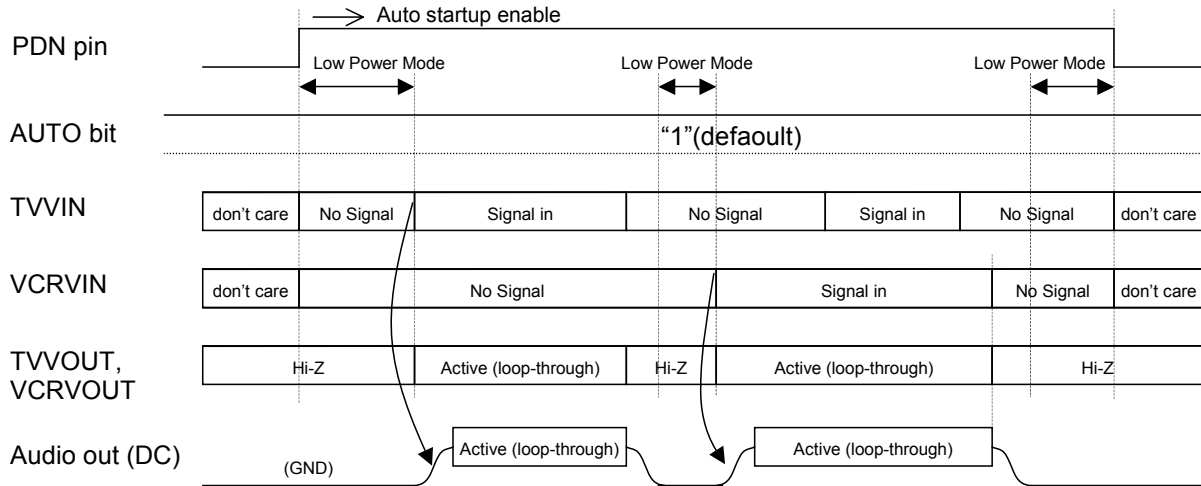 Auto startup enable
PDN pin
Low Power Mode Low Power Mode Low Power Mode
AUTO bit “1”(defaoult)
TVVIN don’t care No Signal Signal in No Signal Signal in No Signal don’t care
VCRVIN don’t care No Signal Signal in No Signal don’t care
TVVOUT,
VCRVOUT Hi-Z Active (loop-through) Hi-Z Active (loop-through) Hi-Z
Audio out (DC) (GND) Active (loop-through) Active (loop-through)